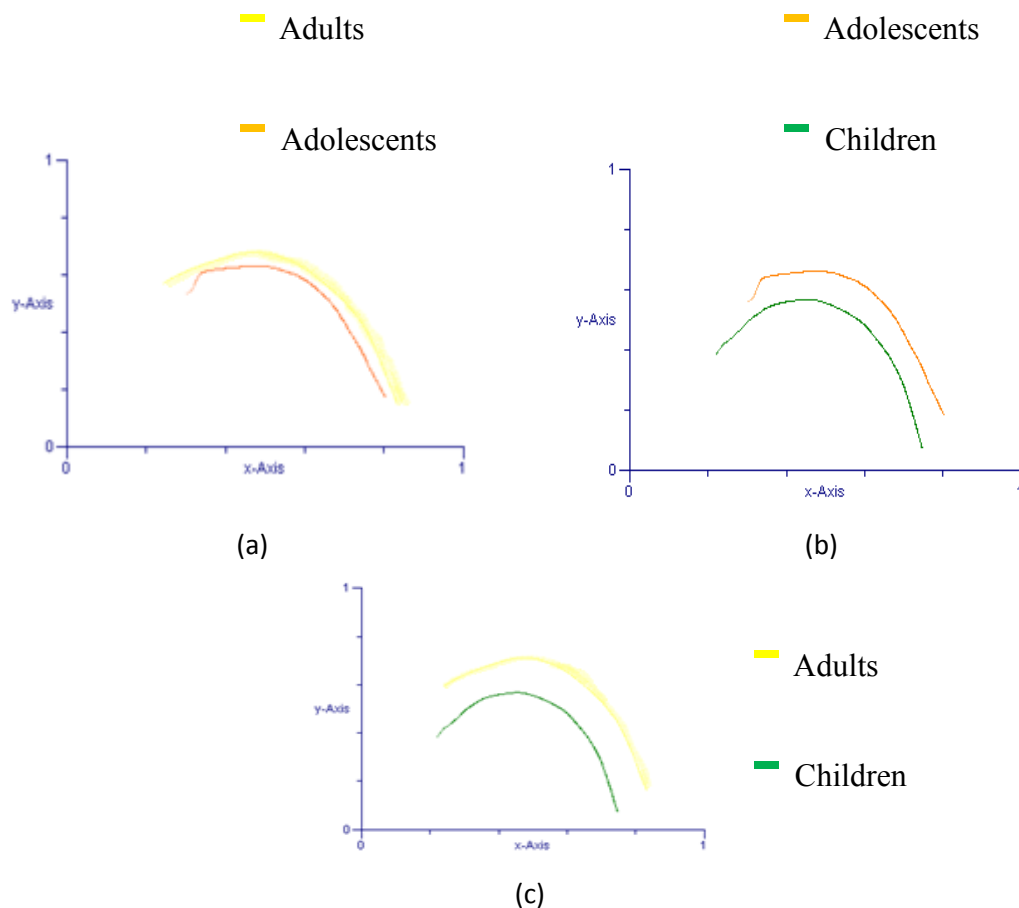 Adults
Adolescents
1
y-Axis
0
0
x-Axis
1
(a)
Adolescents
Children
1
y-Axis
0
0
x-Axis
1
(b)
1
y-Axis
0
0
x-Axis
1
Adults
Children
(c)